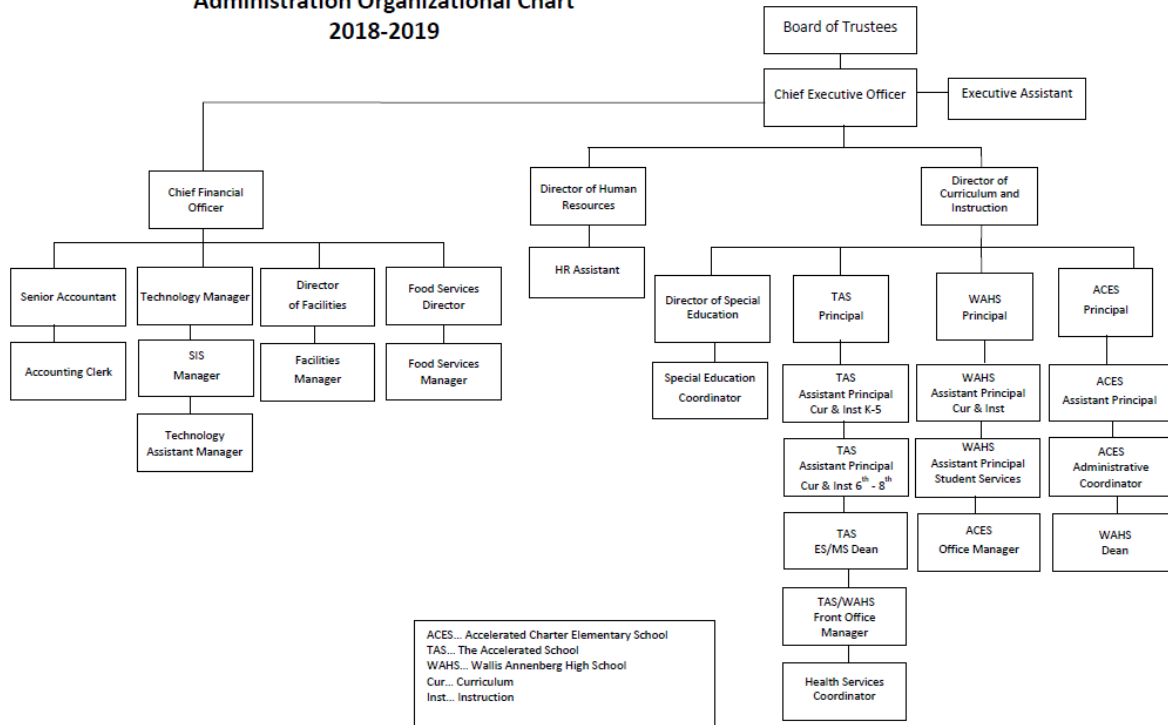 Administration Organizational Chart
2018-2019
Board of Trustees
Chief Executive Officer
Executive Assistant
Chief Financial
Officer
Director of Human
Resources
Director of
Curriculum and
Instruction
HR Assistant
Senior Accountant
Technology Manager
Director
of Facilities
Food Services
Director
Director of Special
Education
TAS
Principal
WAHS
Principal
ACES
Principal
Accounting Clerk
SIS
Manager
Facilities
Manager
Food Services
Manager
Special Education
Coordinator
TAS
Assistant Principal
Cur & Inst K-5
WAHS
Assistant Principal
Cur & Inst
ACES
Assistant Principal
Technology
Assistant Manager
TAS
Assistant Principal
Cur & Inst 6th - 8th
WAHS
Assistant Principal
Student Services
ACES
Administrative
Coordinator
TAS
ES/MS Dean
ACES
Office Manager
WAHS
Dean
TAS/WAHS
Front Office
Manager
Health Services
Coordinator
ACES... Accelerated Charter Elementary School
TAS... The Accelerated School
WAHS... Wallis Annenberg High School
Cur... Curriculum
Inst... Instruction